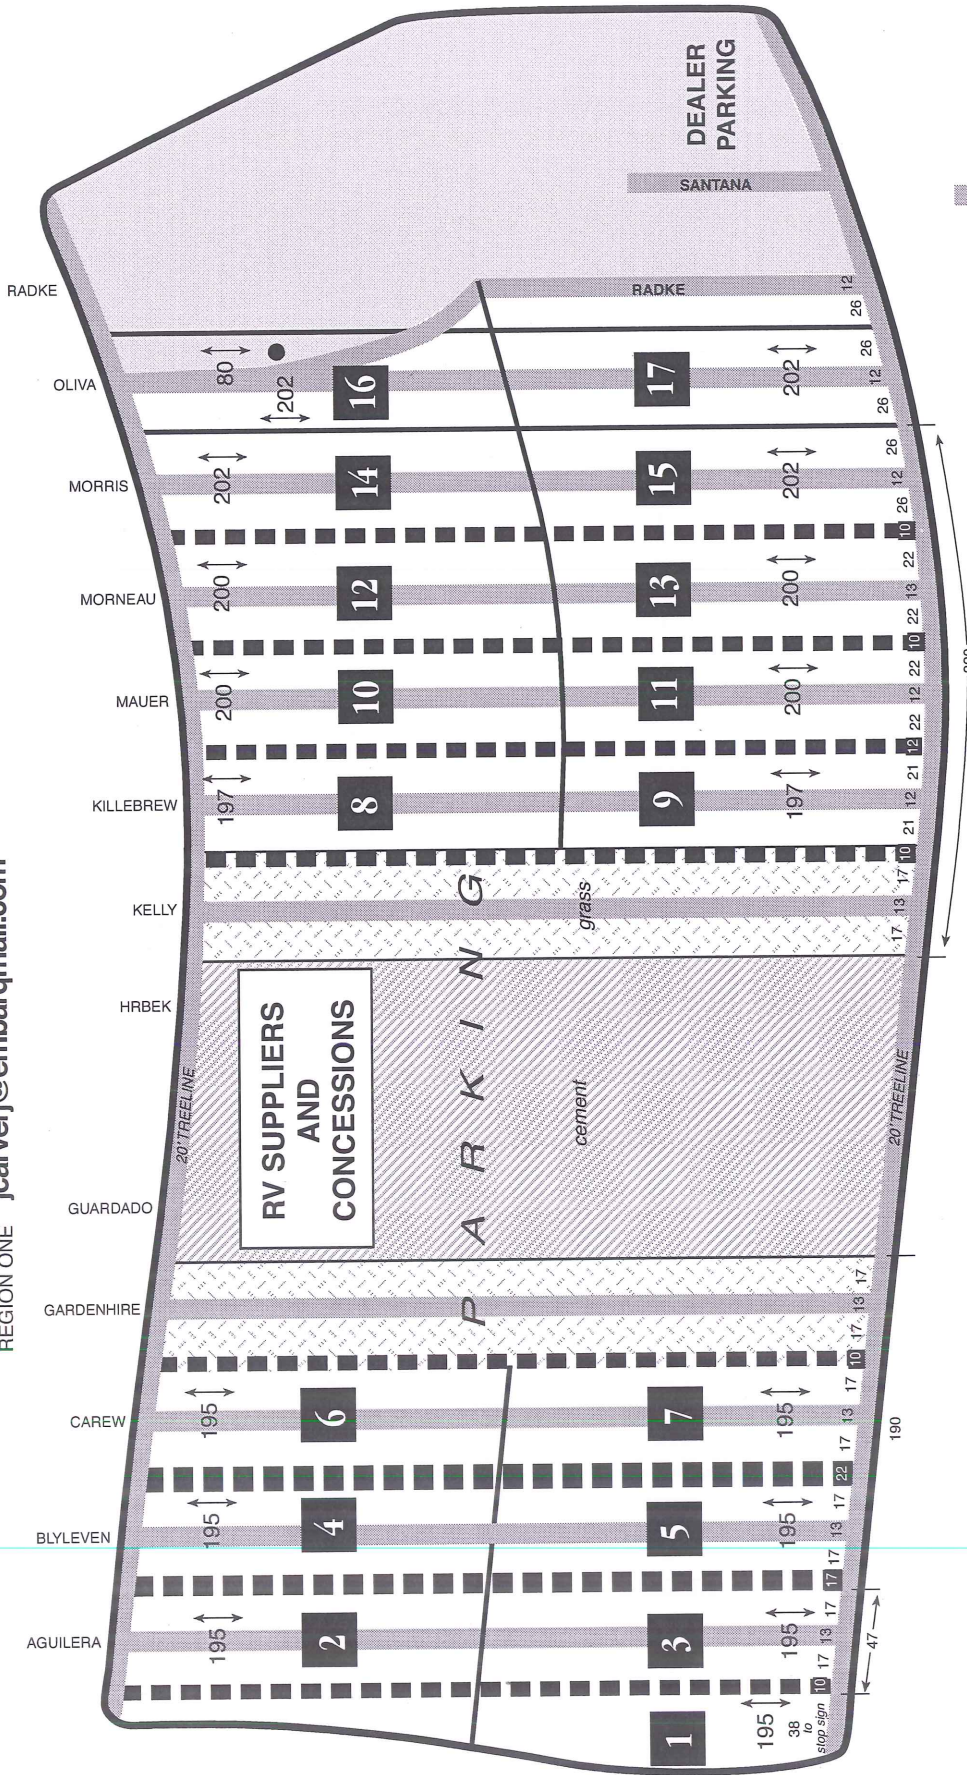 REGION ONE
RADKE
OLIVA
MORRIS
MORNEAU
MAUER
KILLEBREW
KELLY
HRBEK
GUARDADO
GARDENHIRE
CAREW
BLYLEVEN
AGUILERA
DEALER
PARKING
SANTANA
RADKE
80
202
16
17
202
26
12
26
12
26
202
14
15
202
26
12
26
10
200
12
13
200
22
13
22
10
200
10
11
200
22
12
22
12
197
8
9
197
21
12
21
10
grass
17
13
17
20' TREELINE
RV SUPPLIERS
AND
CONCESSIONS
PARKING
cement
20' TREELINE
17
13
17
10
195
6
7
195
17
13
17
22
190
195
4
5
195
17
13
17
17
195
2
3
195
17
13
17
10
47
1
195
38
to
stop sign